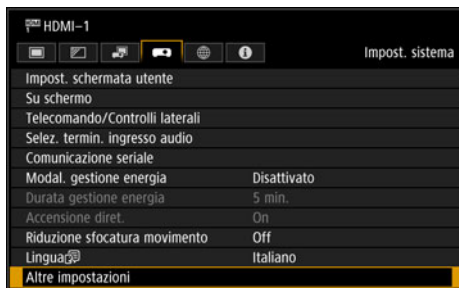 HDMI HDMI-1
Impost. sistema
Impost. schermata utente
Su schermo
Telecomando/Controlli laterali
Selez. termin. ingresso audio
Comunicazione seriale
Modal. gestione energia Disattivato
Durata gestione energia 5 min.
Accensione diret. On
Riduzione sfocatura movimento Off
Lingua Italiano
Altre impostazioni